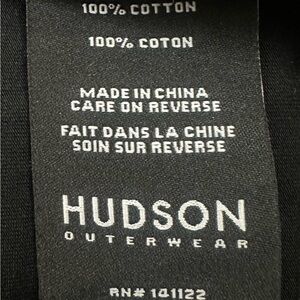 100% COTTON
100% COTON
MADE IN CHINA
CARE ON REVERSE
FAIT DANS LA CHINE
SOIN SUR REVERSE
HUDSON
OUTERWEAR
RN# 141122